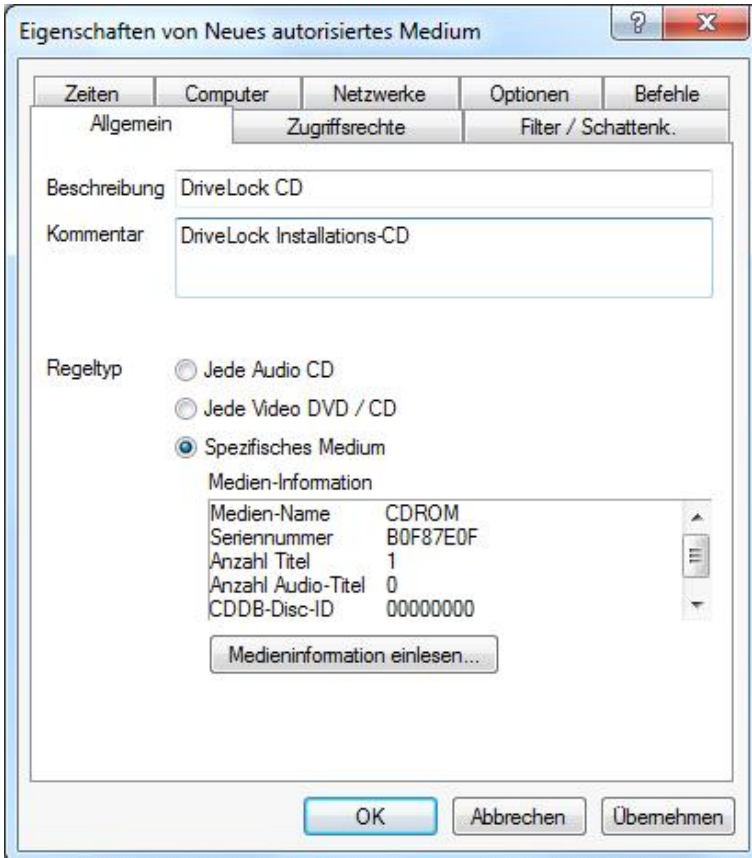 Eigenschaften von Neues autorisiertes Medium
?
X
Zeiten Computer Netzwerke Optionen Befehle
Allgemein Zugriffsrechte Filter / Schattenk.
Beschreibung DriveLock CD
Kommentar DriveLock Installations-CD
Regeltyp Jede Audio CD
Jede Video DVD / CD
Spezifisches Medium
Medien-Information
Medien-Name CDROM
Seriennummer B0F87E0F
Anzahl Titel 1
Anzahl Audio-Titel 0
CDDB-Disc-ID 00000000
Medieninformation einlesen...
OK Abbrechen Übernehmen